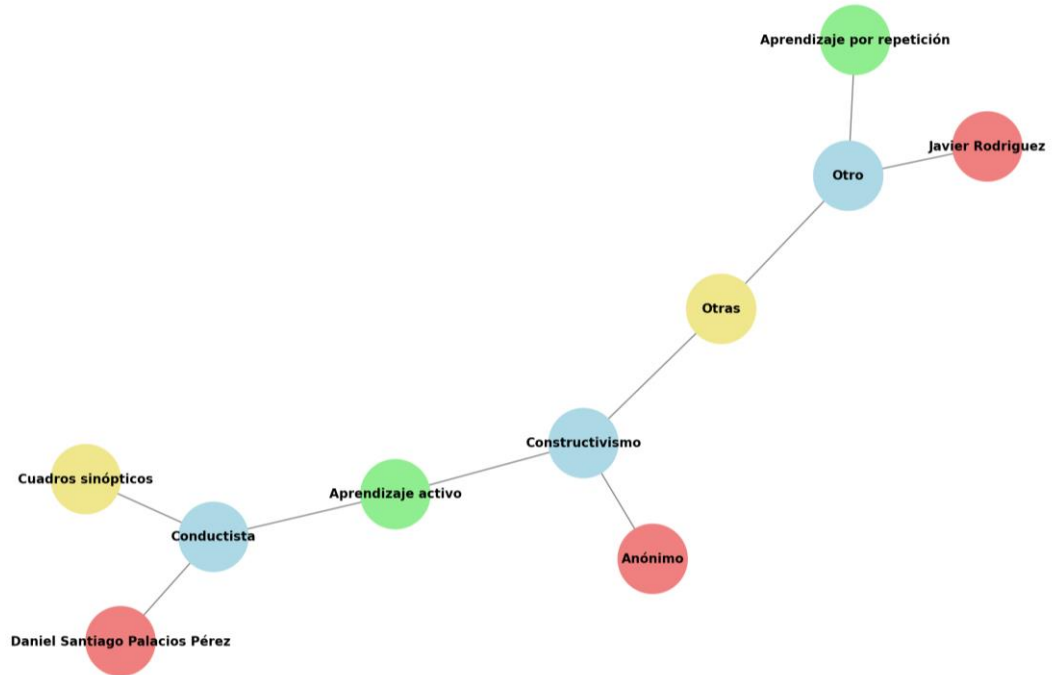 Aprendizaje por repetición
Javier Rodriguez
Otro
Otras
Constructivismo
Cuadros sinópticos
Aprendizaje activo
Conductista
Anónimo
Daniel Santiago Palacios Pérez